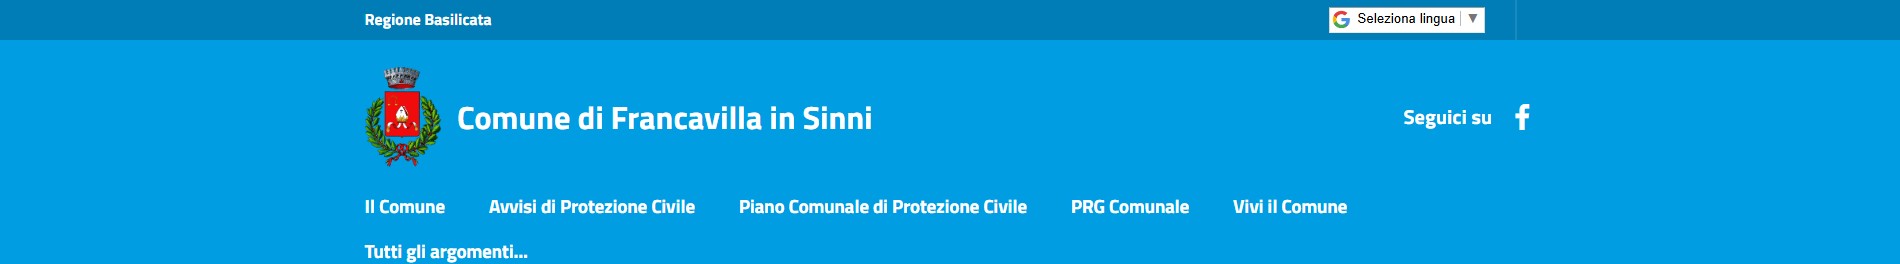 Regione Basilicata
Seleziona lingua ▼
Comune di Francavilla in Sinni
Seguici su
Il Comune Avvisi di Protezione Civile Piano Comunale di Protezione Civile PRG Comunale Vivi il Comune
Tutti gli argomenti...